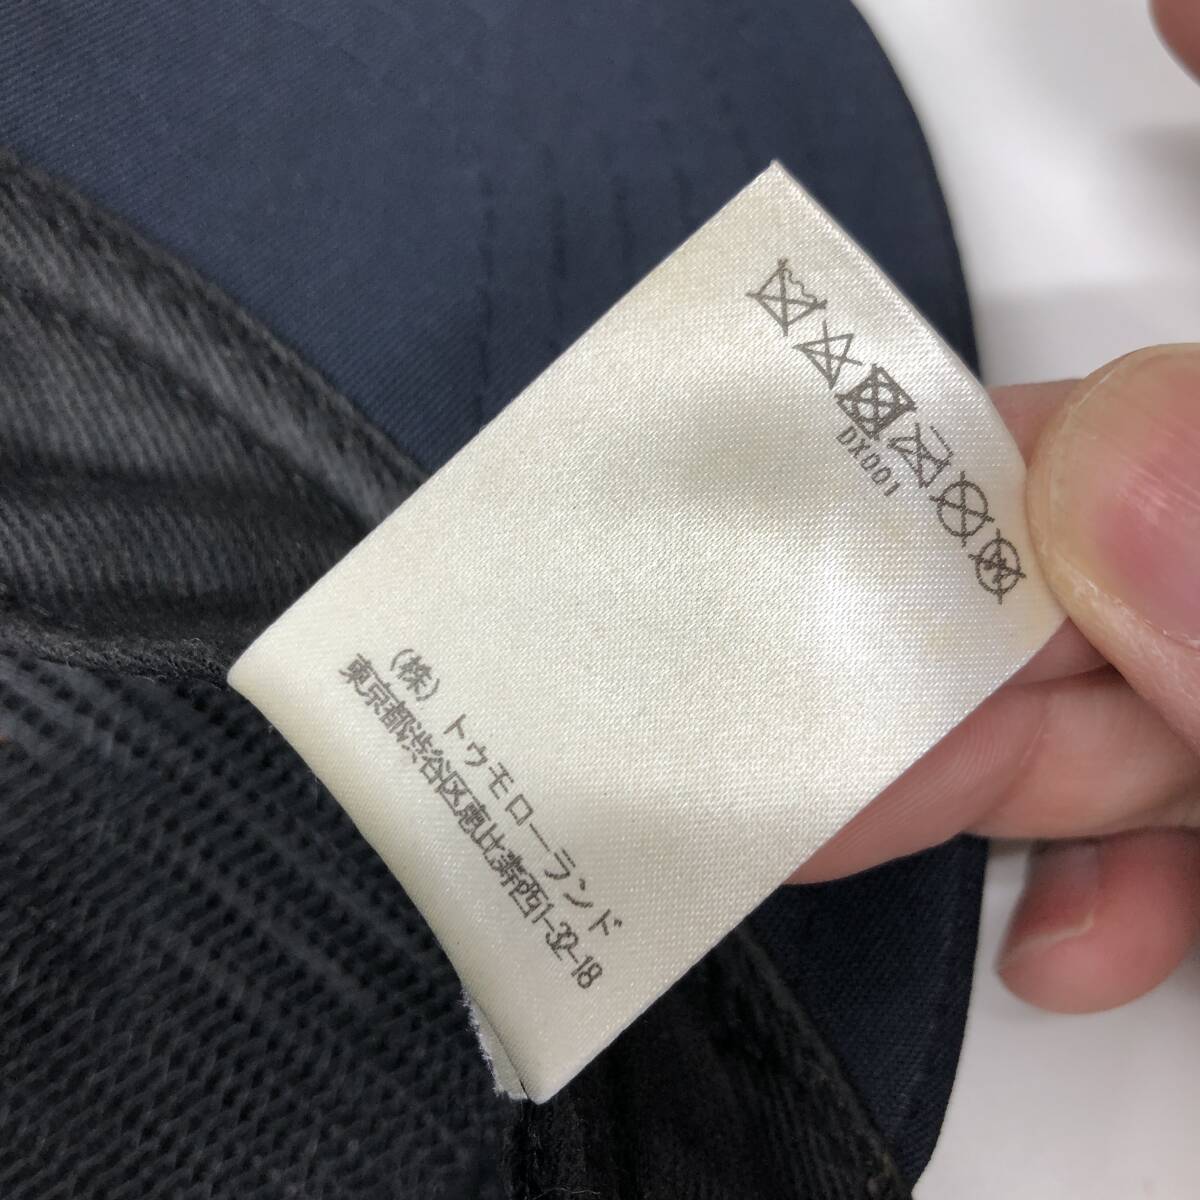 DX001
(株) トゥモローランド
東京都渋谷区恵比寿西1-32-18